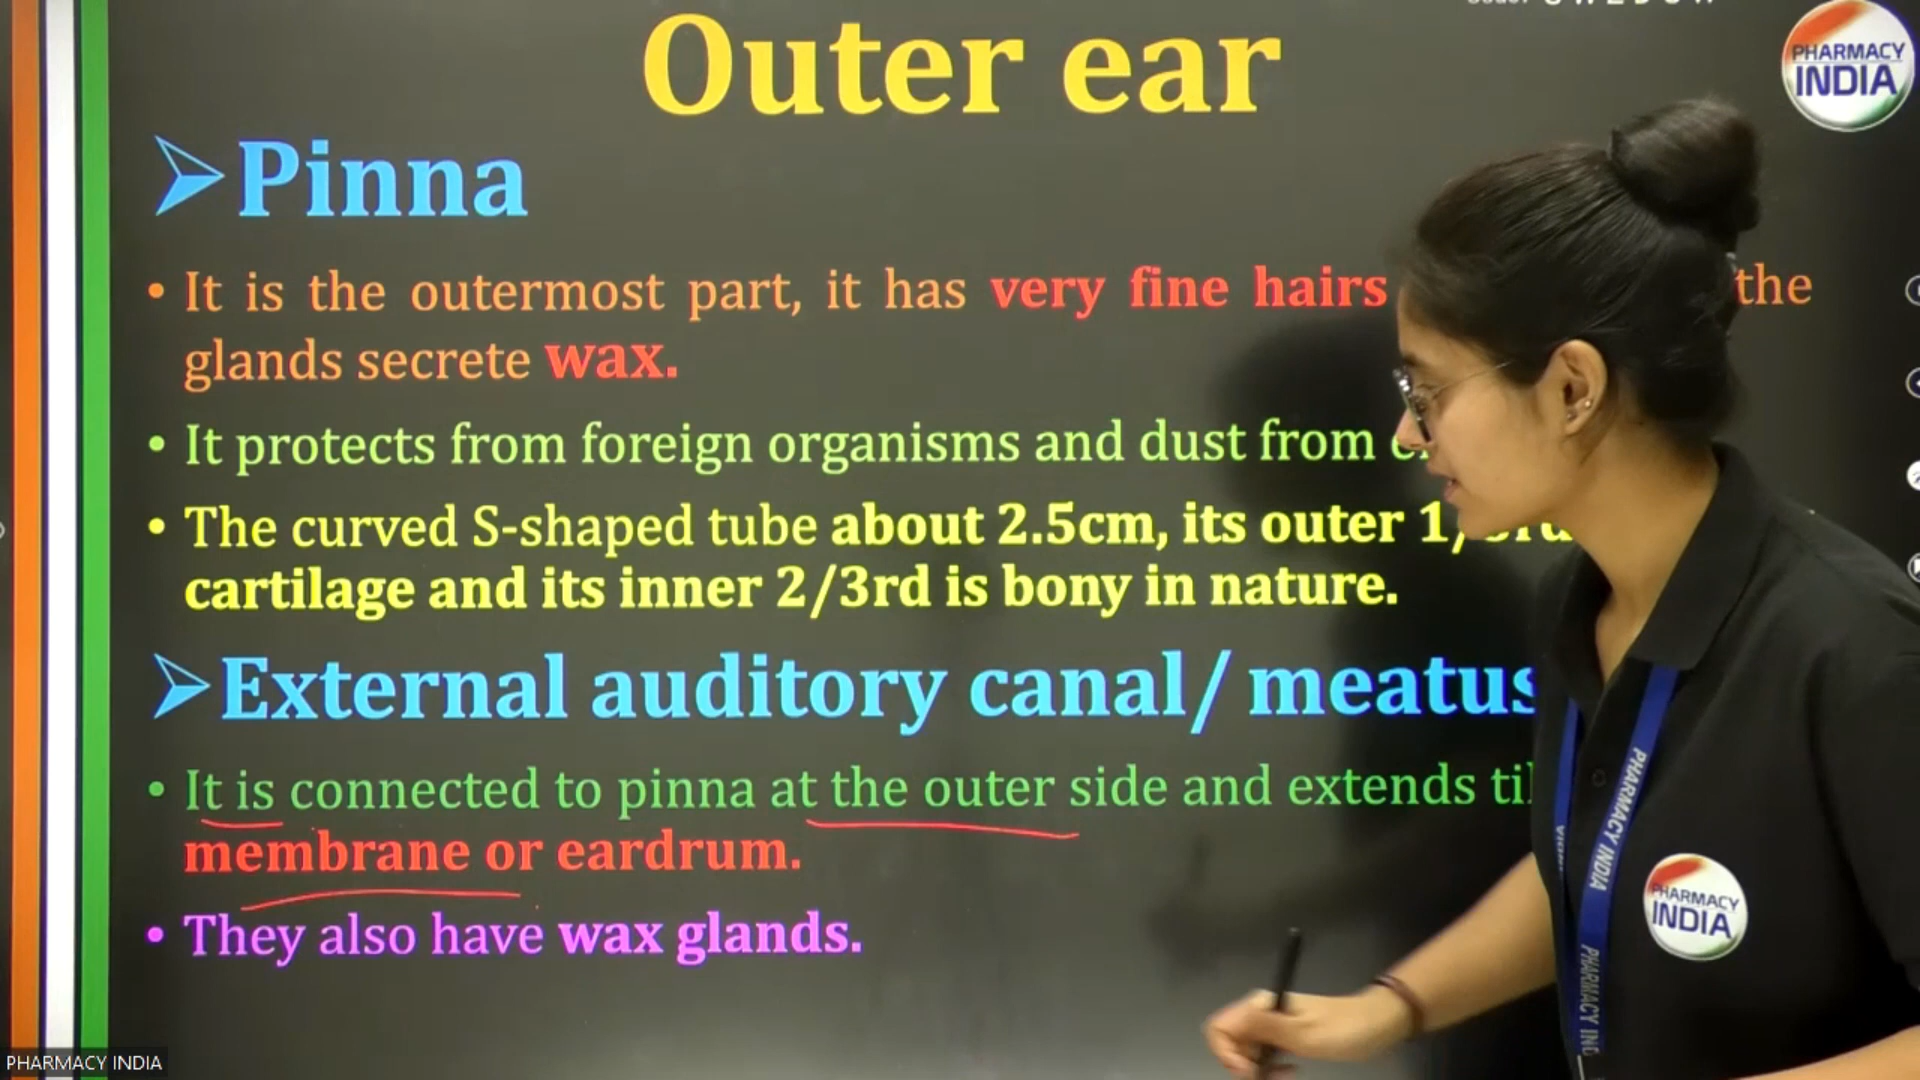 Outer ear
PHARMACY
INDIA
Pinna
It is the outermost part, it has very fine hairs the
glands secrete wax.
It protects from foreign organisms and dust from
The curved S-shaped tube about 2.5cm, its outer
cartilage and its inner 2/3rd is bony in nature.
External auditory canal/ meatus
It is connected to pinna at the outer side and extends
membrane or eardrum.
They also have wax glands.
PHARMACY INDIA
PHARMACY
INDIA
PHARMACY INDIA